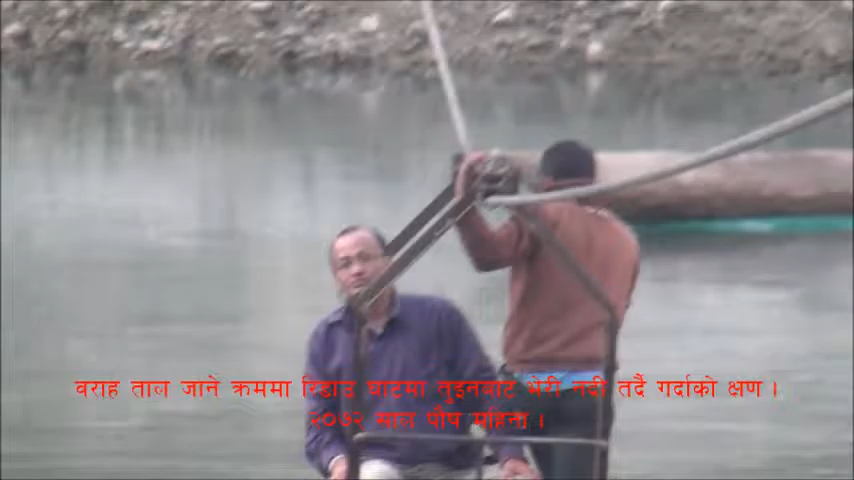 वराह ताल जाने क्रममा रिडाउ घाटमा तुइनबाट भेरी नदी तर्दै गर्दाको क्षण ।
२०७२ साल पौष महिना ।